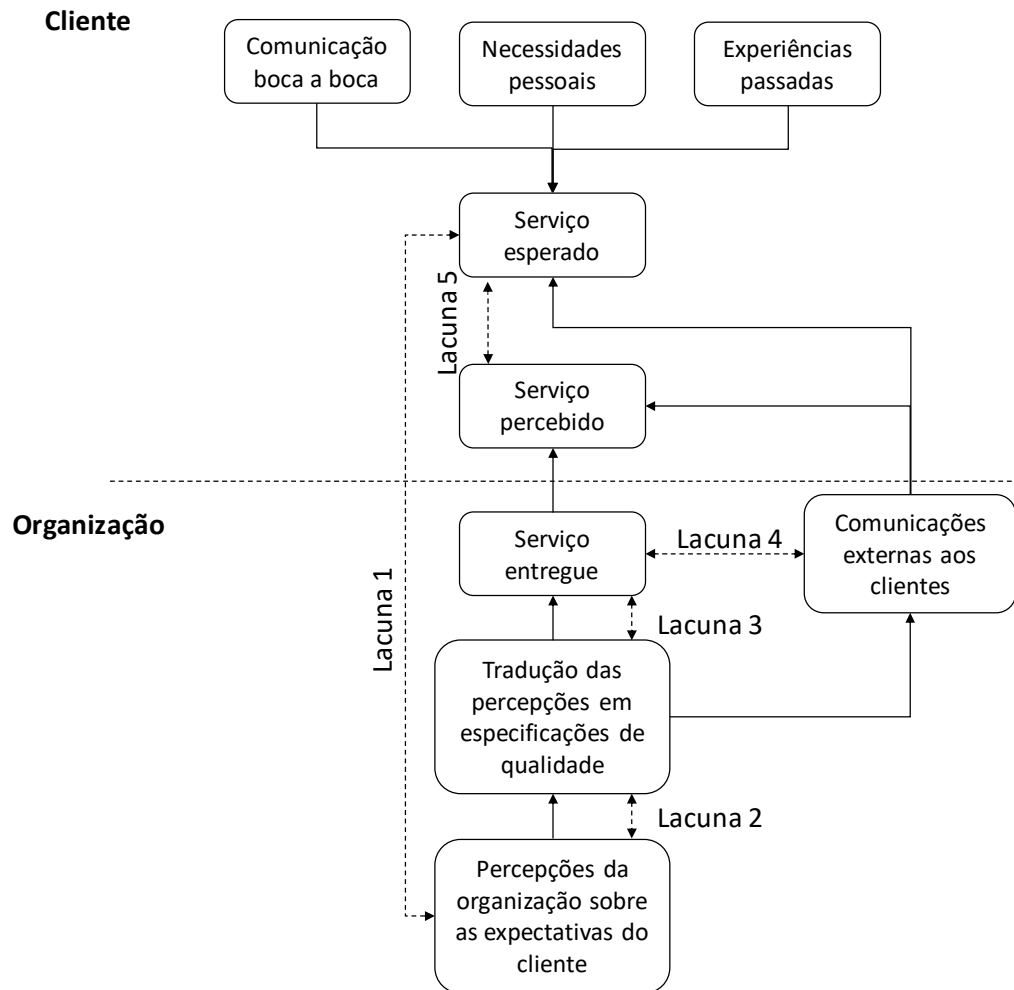 Cliente
Comunicação
boca a boca
Necessidades
pessoais
Experiências
passadas
Serviço
esperado
Lacuna 5
Serviço
percebido
Organização
Serviço
entregue
Lacuna 4
Comunicações
externas aos
clientes
Lacuna 1
Lacuna 3
Tradução das
percepções em
especificações de
qualidade
Lacuna 2
Percepções da
organização sobre
as expectativas do
cliente